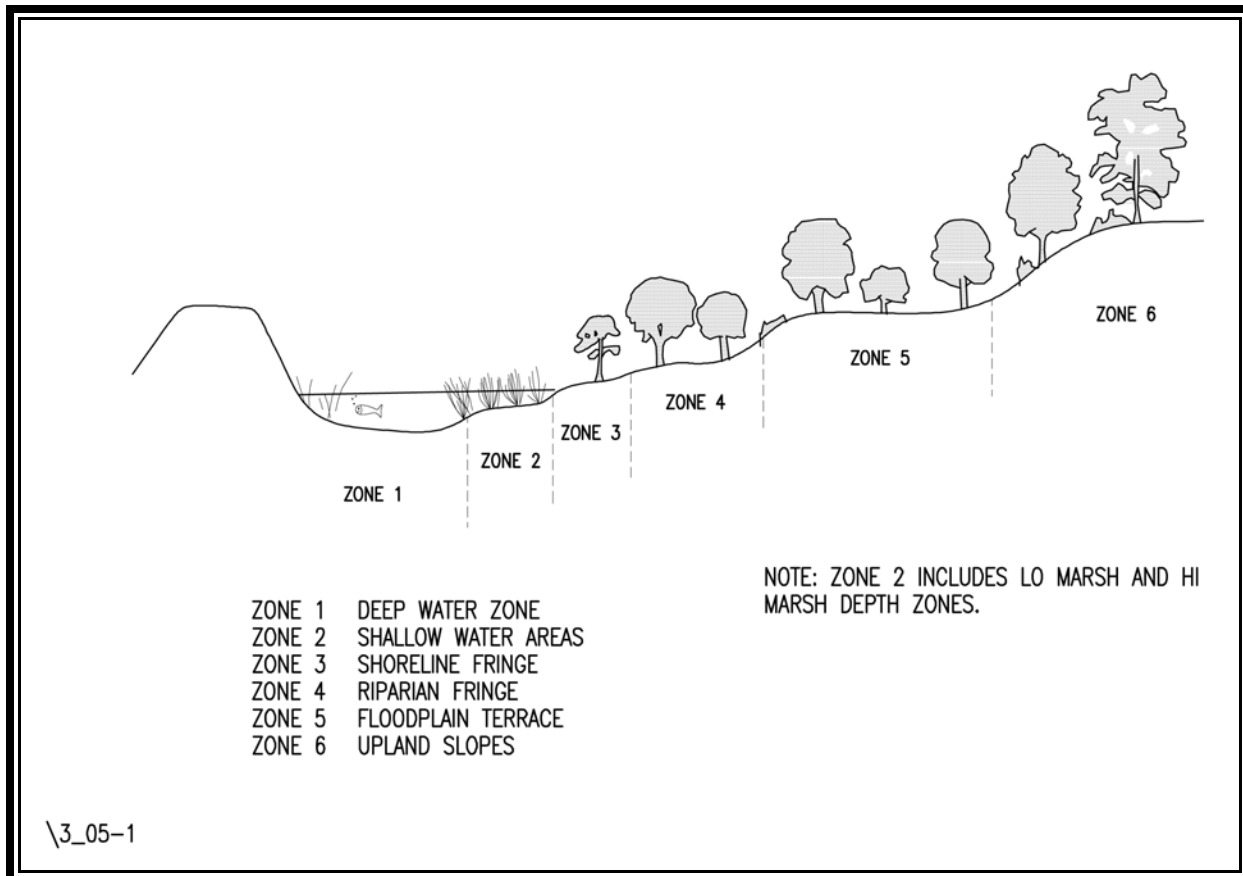 ZONE 6
ZONE 5
ZONE 4
ZONE 3
ZONE 2
ZONE 1
NOTE: ZONE 2 INCLUDES LO MARSH AND HI
MARSH DEPTH ZONES.
ZONE 1 DEEP WATER ZONE
ZONE 2 SHALLOW WATER AREAS
ZONE 3 SHORELINE FRINGE
ZONE 4 RIPARIAN FRINGE
ZONE 5 FLOODPLAIN TERRACE
ZONE 6 UPLAND SLOPES
\3_05-1